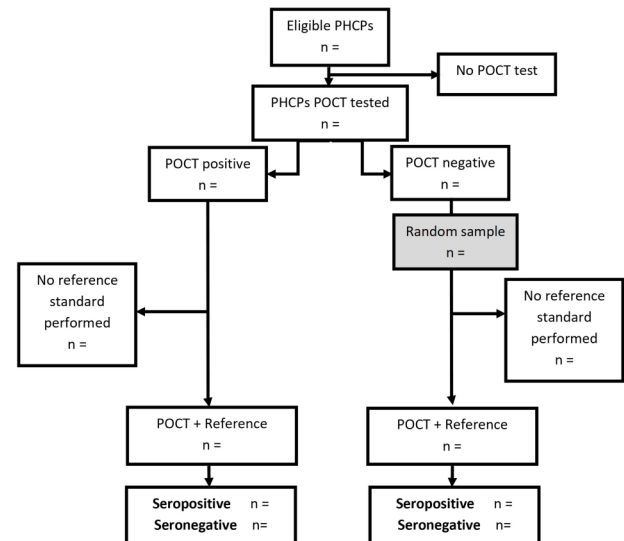 Eligible PHCPs
n =
No POCT test
PHCPs POCT tested
n =
POCT positive
n =
POCT negative
n =
Random sample
n =
No reference
standard
performed
n =
No reference
standard
performed
n =
POCT + Reference
n =
POCT + Reference
n =
Seropositive n =
Seronegative n=
Seropositive n =
Seronegative n=